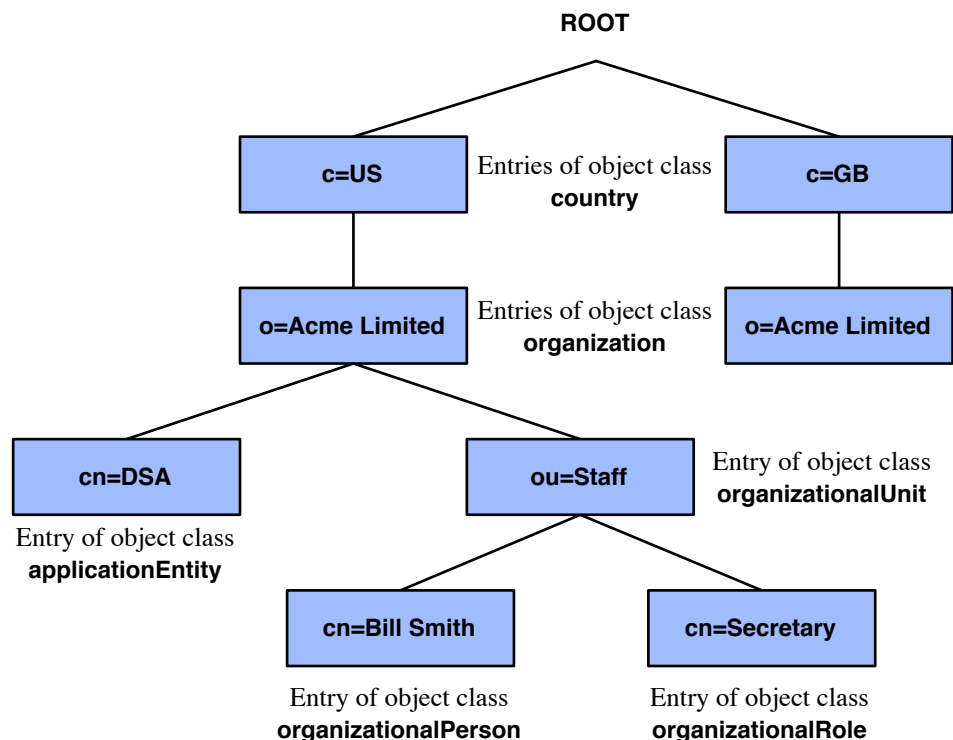 ROOT
c=US
Entries of object class
country
c=GB
o=Acme Limited
Entries of object class
organization
o=Acme Limited
cn=DSA
ou=Staff
Entry of object class
organizationalUnit
Entry of object class
applicationEntity
cn=Bill Smith
cn=Secretary
Entry of object class
organizationalPerson
Entry of object class
organizationalRole